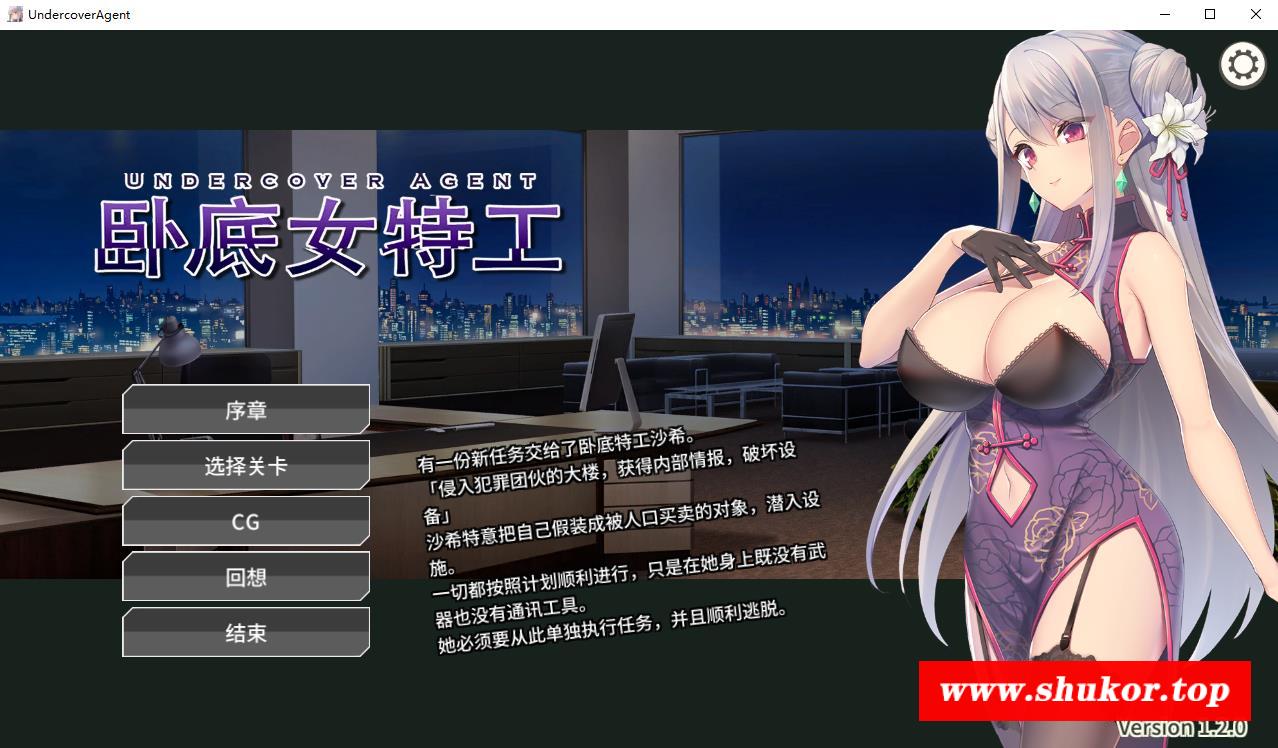 UndercoverAgent
UNDERCOVER AGENT
卧底女特工
序章
选择关卡
CG
回想
结束
有一份新任务交给了卧底特工沙希。
「侵入犯罪团伙的大楼，获得内部情报，破坏设
备」
沙希特意把自己假装成被人口买卖的对象，潜入设
施。
一切都按照计划顺利进行，只是在她身上既没有武
器也没有通讯工具。
她必须要从此单独执行任务，并且顺利逃脱。
www.shukor.top
Version 1.2.0